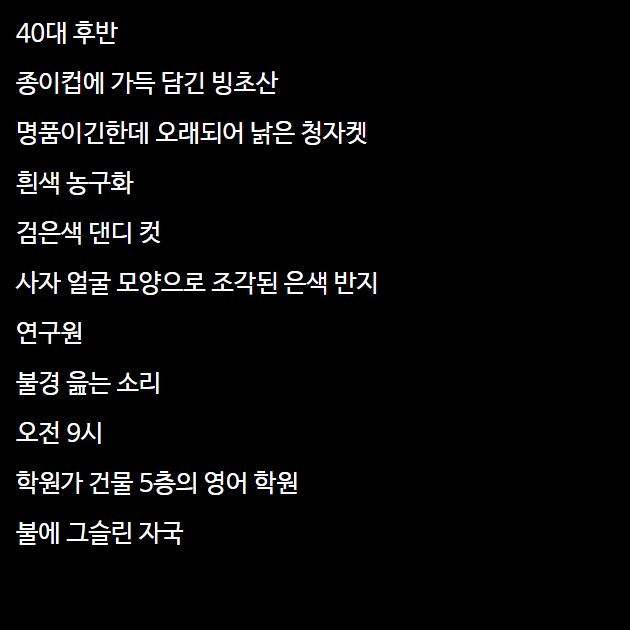 40대 후반
종이컵에 가득 담긴 빙초산
명품이긴한데 오래되어 낡은 청자켓
흰색 농구화
검은색 댄디 컷
사자 얼굴 모양으로 조각된 은색 반지
연구원
불경 읊는 소리
오전 9시
학원가 건물 5층의 영어 학원
불에 그슬린 자국